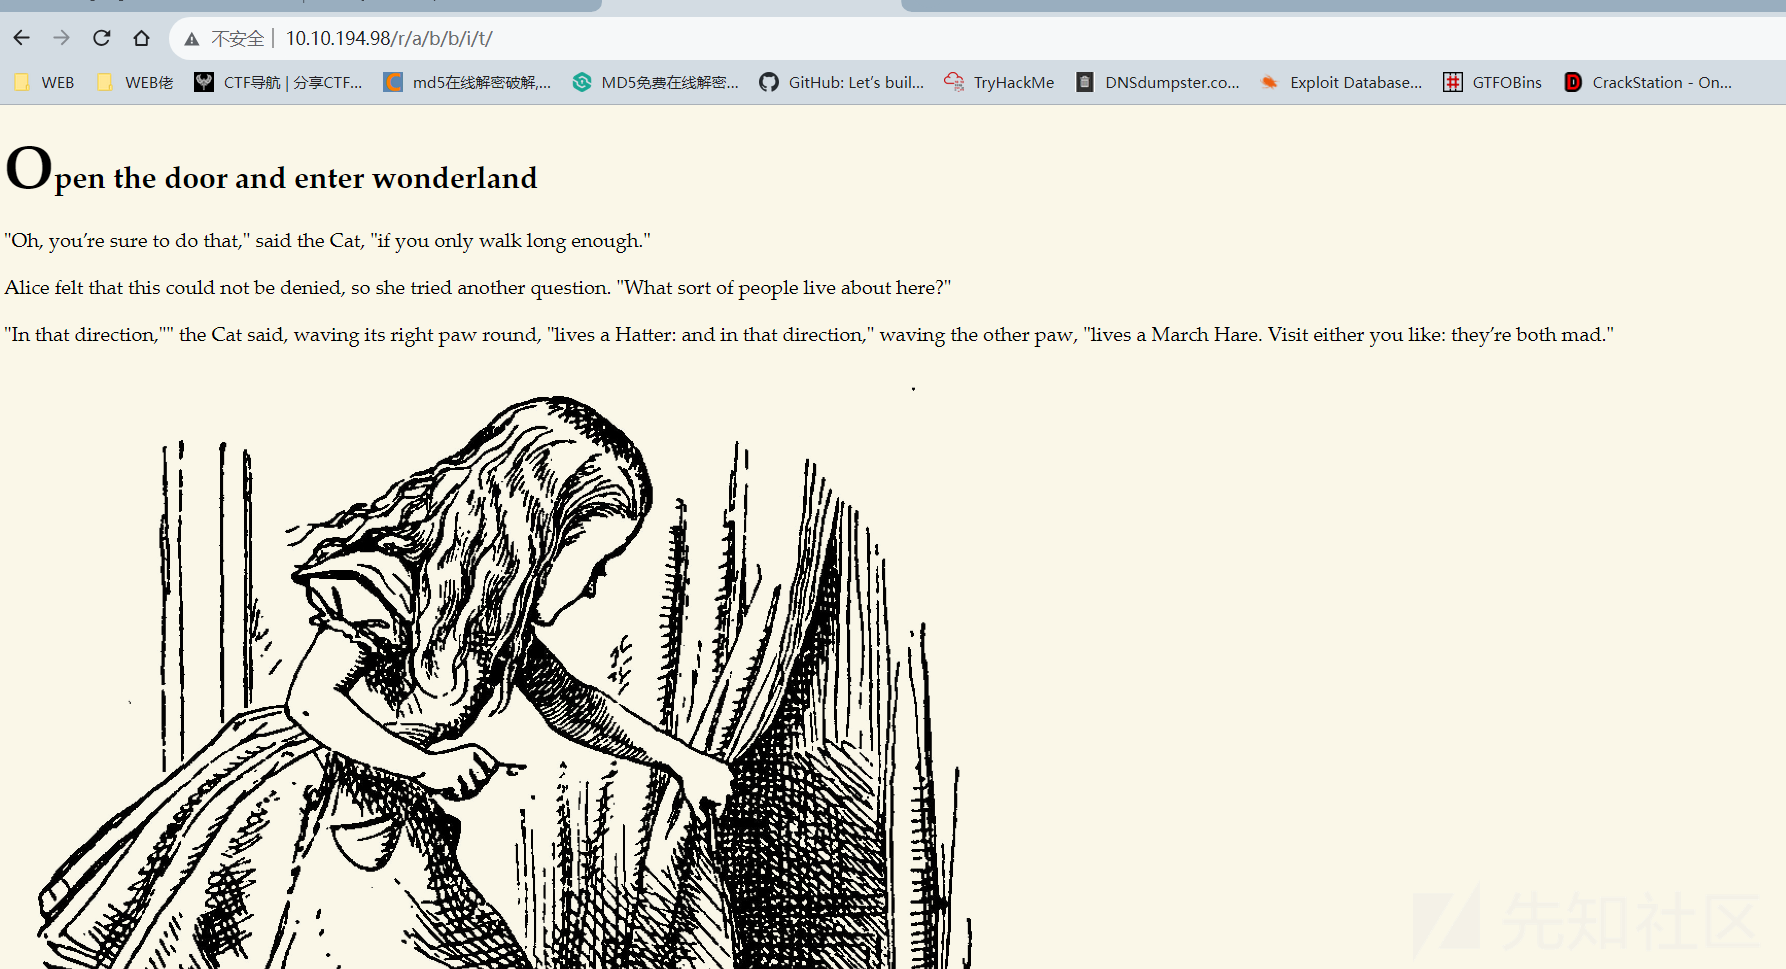 不安全 | 10.10.194.98/r/a/b/b/i/t/
WEB WEB佬 CTF导航 | 分享CTF... md5在线解密破解,... MD5免费在线解密... GitHub: Let's buil... TryHackMe DNSdumpster.co... Exploit Database... GTFOBins CrackStation - On...
Open the door and enter wonderland
"Oh, you’re sure to do that," said the Cat, "if you only walk long enough."
Alice felt that this could not be denied, so she tried another question. "What sort of people live about here?"
"In that direction,"" the Cat said, waving its right paw round, "lives a Hatter: and in that direction," waving the other paw, "lives a March Hare. Visit either you like: they’re both mad."
先知社区